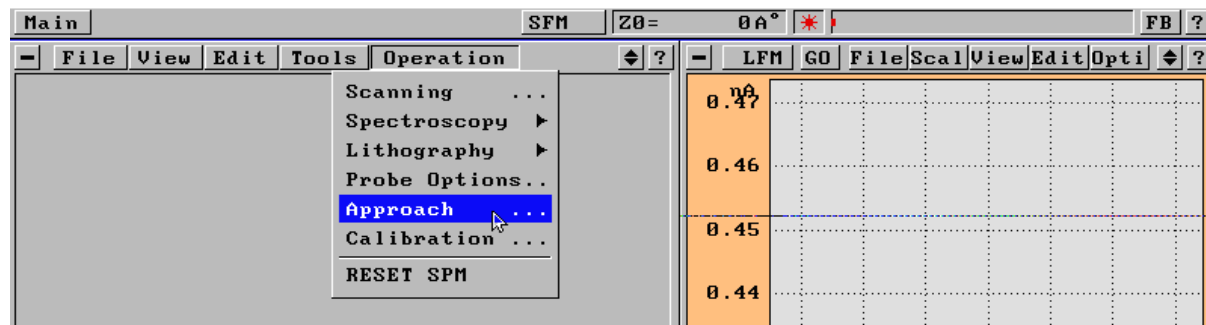 Main SFM Z0= 0A° FB ?
File View Edit Tools Operation ?
LFM GO File Scal View Edit Opti ?
Scanning ...
Spectroscopy
Lithography
Probe Options..
Approach ...
Calibration ...
RESET SPM
nA
0.47
0.46
0.45
0.44